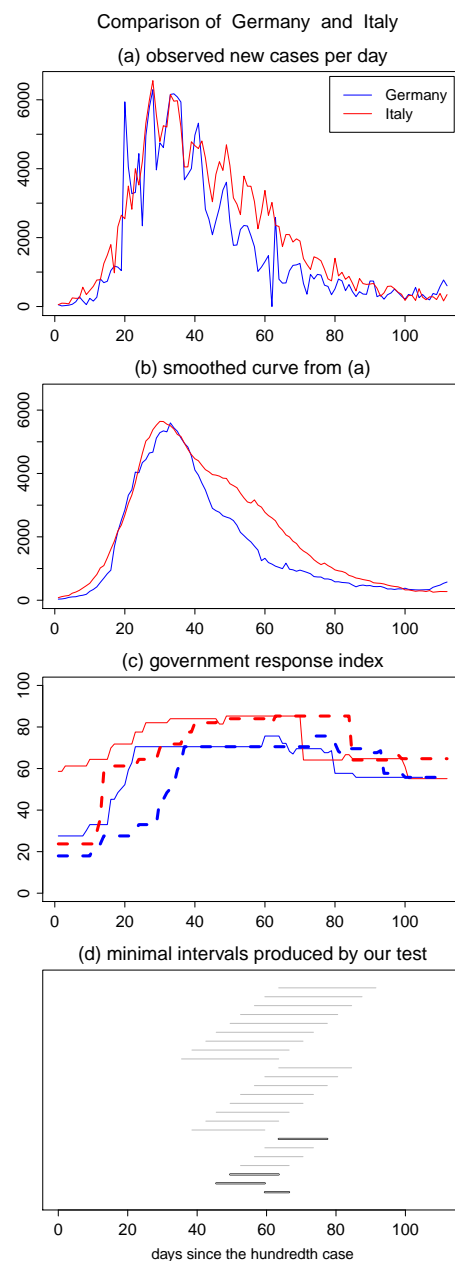 Comparison of Germany and Italy
(a) observed new cases per day
Germany
Italy
6000
4000
2000
0
0 20 40 60 80 100
(b) smoothed curve from (a)
6000
4000
2000
0
0 20 40 60 80 100
(c) government response index
100
80
60
40
20
0
0 20 40 60 80 100
(d) minimal intervals produced by our test
0 20 40 60 80 100
days since the hundredth case